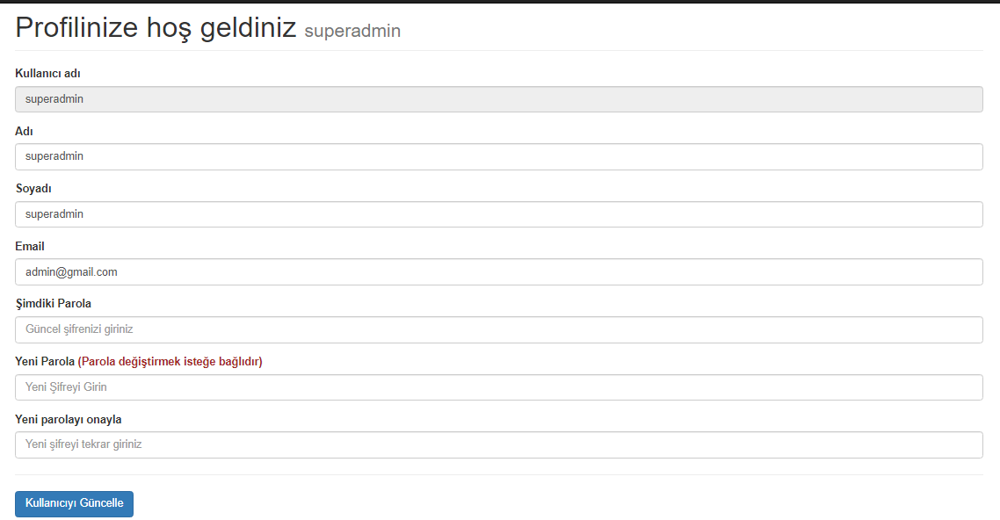 Profilinize hoş geldiniz superadmin
Kullanıcı adı
superadmin
Adı
superadmin
Soyadı
superadmin
Email
admin@gmail.com
Şimdiki Parola
Güncel şifrenizi giriniz
Yeni Parola (Parola değiştirmek isteğe bağlıdır)
Yeni Şifreyi Girin
Yeni parolayı onayla
Yeni şifreyi tekrar giriniz
Kullanıcıyı Güncelle